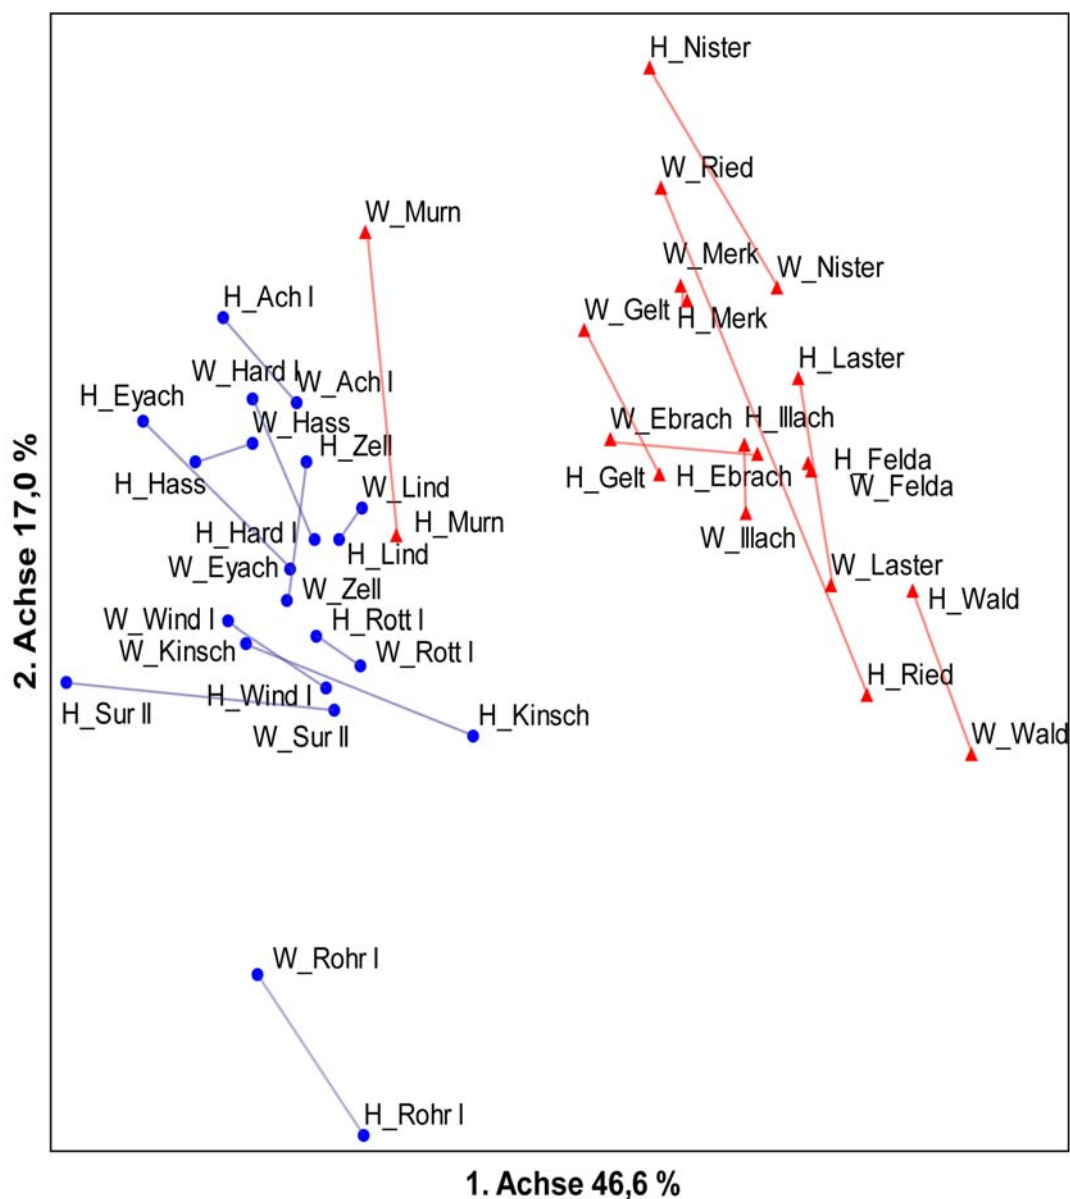 H_Nister
W_Ried
W_Murn
W_Merk
W_Nister
H_Ach I
W_Gelt
H_Merk
W_Hard I
W_Ach I
H_Laster
H_Eyach
W_Hass
W_Ebrach
H_Illach
H_Zell
H_Felda
H_Hass
H_Gelt
H_Ebrach
W_Felda
W_Lind
H_Hard I
H_Murn
W_Illach
H_Lind
W_Eyach
W_Laster
W_Zell
H_Wald
W_Wind I
H_Rott I
W_Kinsch
W_Rott I
H_Ried
H_Wind I
H_Sur II
H_Kinsch
W_Sur II
W_Wald
W_Rohr I
H_Rohr I
2. Achse 17,0 %
1. Achse 46,6 %